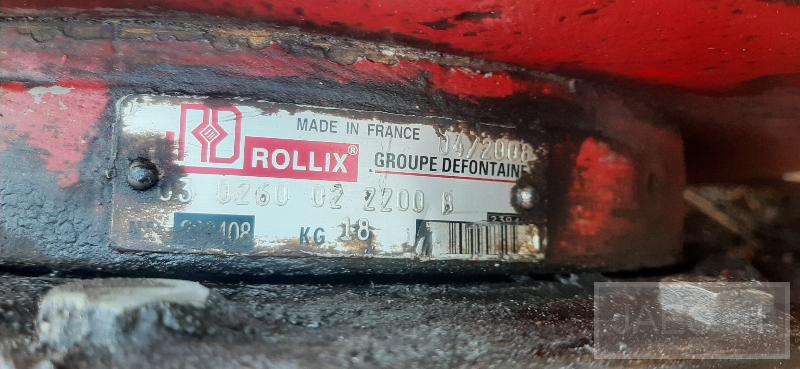 MADE IN FRANCE 04/2008
ROLLIX® GROUPE DEFONTAINE
03 0260 02 2200 B
KG 18